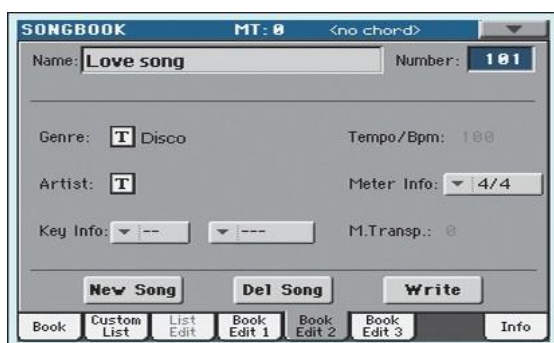 SONGBOOK MT: 0 <no chord>
Name: Love song Number: 101
Genre: T Disco Tempo/Bpm: 100
Artist: T Meter Info: 4/4
Key Info: -- --- M.Transp.: 0
New Song Del Song Write
Book Custom List List Edit Book Edit 1 Book Edit 2 Book Edit 3 Info